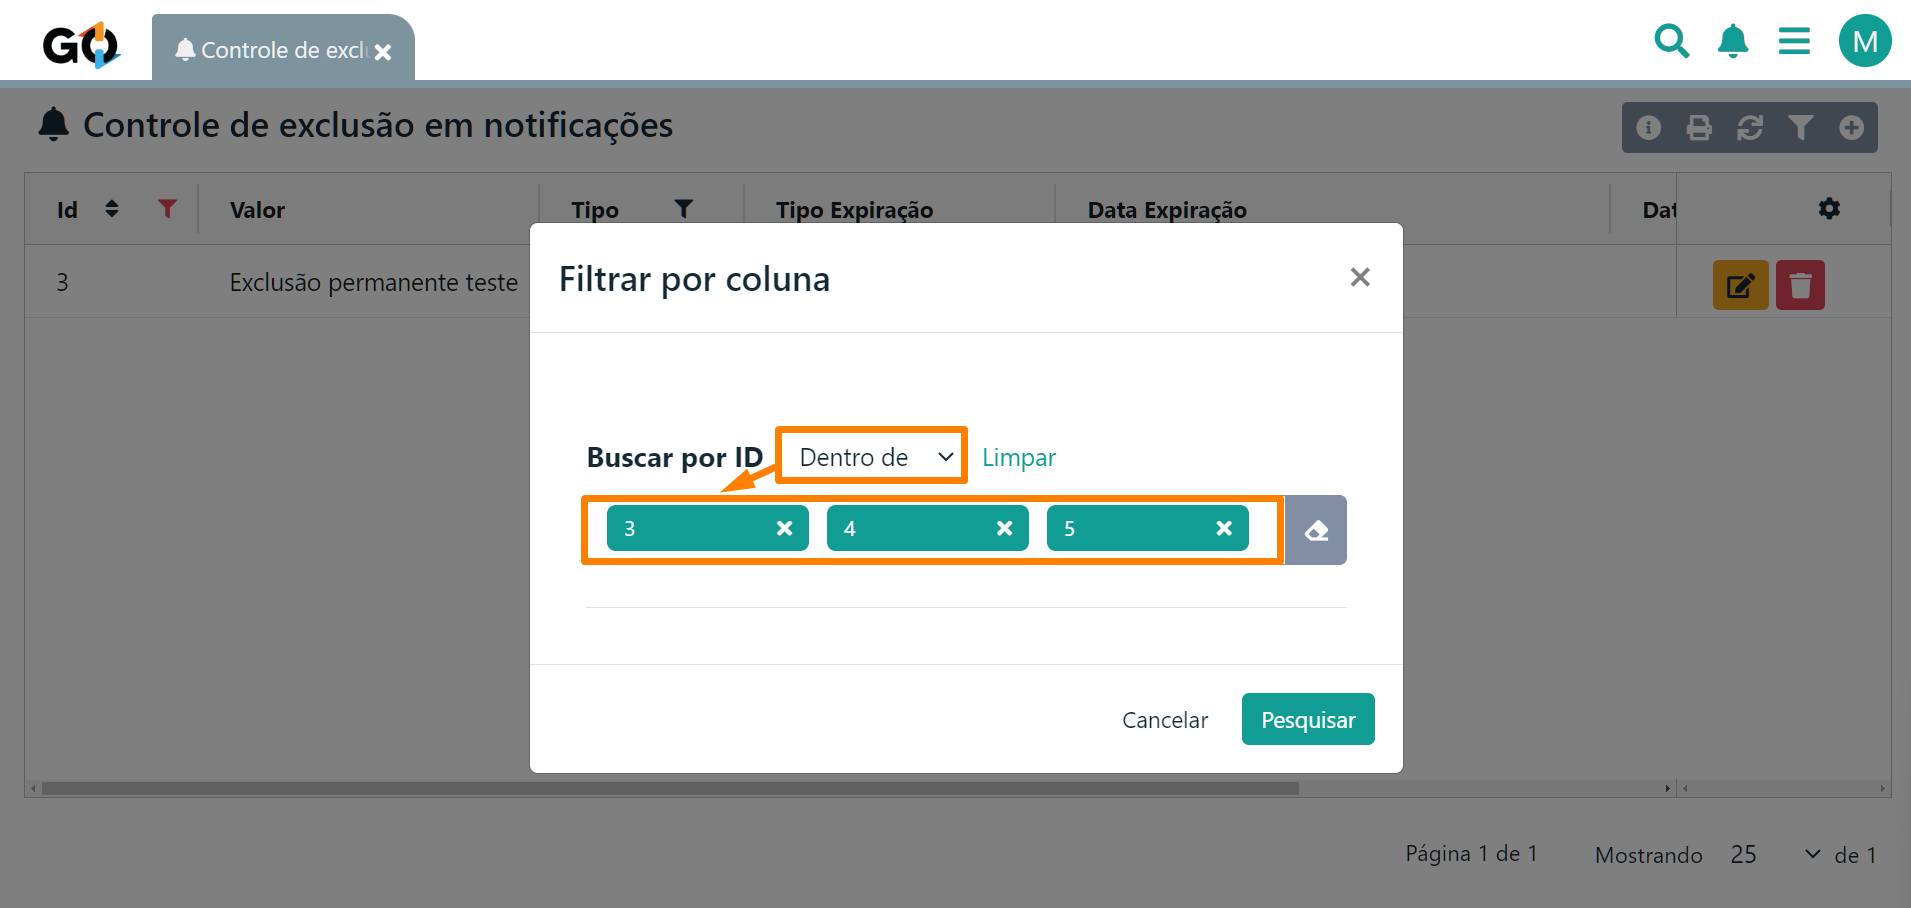 GO
Controle de excl
M
Controle de exclusão em notificações
Id Valor Tipo Tipo Expiração Data Expiração Dat
3 Exclusão permanente teste
Filtrar por coluna
Buscar por ID Dentro de Limpar
3 4 5
Cancelar Pesquisar
Página 1 de 1 Mostrando 25 de 1